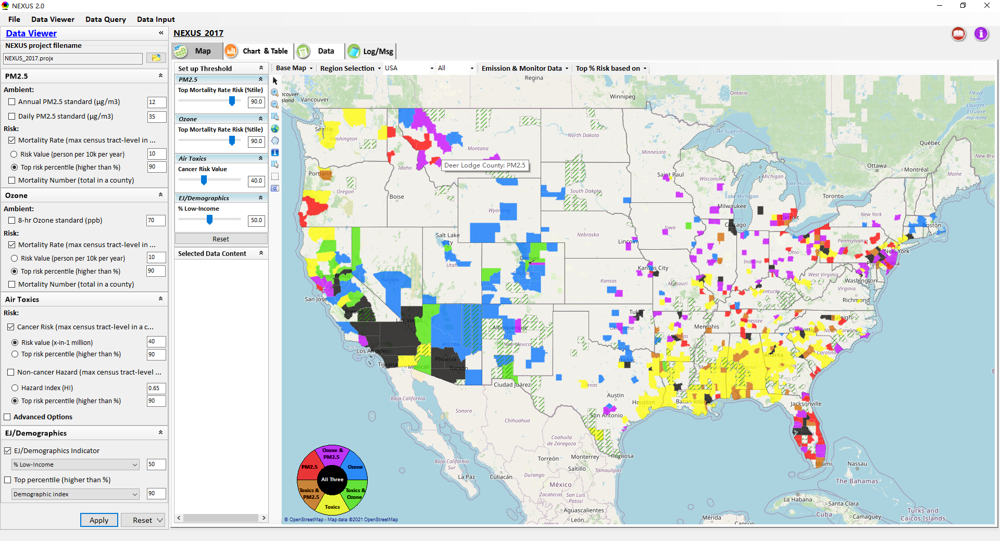 NEXUS 2.0
File Data Viewer Data Query Data Input
Data Viewer
NEXUS project filename
NEXUS_2017.projx
PM2.5
Ambient:
Annual PM2.5 standard (µg/m3) 12
Daily PM2.5 standard (µg/m3) 35
Risk:
Mortality Rate (max census tract-level in ...
Risk Value (person per 10k per year) 10
Top risk percentile (higher than %) 90
Mortality Number (total in a county)
Ozone
Ambient:
8-hr Ozone standard (ppb) 70
Risk:
Mortality Rate (max census tract-level in ...
Risk Value (person per 10k per year) 10
Top risk percentile (higher than %) 90
Mortality Number (total in a county)
Air Toxics
Risk:
Cancer Risk (max census tract-level in a c...
Risk value (x-in-1 million) 40
Top risk percentile (higher than %) 90
Non-cancer Hazard (max census tract-level ...
Hazard Index (HI) 0.65
Top risk percentile (higher than %) 90
Advanced Options
EJ/Demographics
EJ/Demographics Indicator
% Low-Income 50
Top percentile (higher than %)
Demographic index 90
Apply Reset
NEXUS_2017
Map Chart & Table Data Log/Msg
Set up Threshold
PM2.5
Top Mortality Rate Risk (%tile)
90.0
Ozone
Top Mortality Rate Risk (%tile)
90.0
Air Toxics
Cancer Risk Value
40.0
EJ/Demographics
% Low-Income
50.0
Reset
Selected Data Content
Base Map Region Selection USA All Emission & Monitor Data Top % Risk based on
Regina
Winnipeg
Vancouver
Ontario
Fleuve
Saint-
Laurent,
Estuaire
maritime
Lake Superior
Québec
Seattle
Washington
North Dakota
Montana
Minnesota
Idaho
Deer Lodge County: PM2.5
Ottawa
Montréal
Maine
Portland
Oregon
Saint Paul
Wisconsin
Michigan
Lake Huron
Boise
South Dakota
Lake Michigan
Toronto
Wyoming
Milwaukee
Detroit
New York
Boston
Chicago
Iowa
Salt Lake
City
Nebraska
Lincoln
Pennsylvania
Ohio
New York
Denver
Utah
Illinois
Indiana
Philadelphia
Sacramento
Nevada
Colorado
Kansas City
Kansas
Missouri
West Virginia
Washington
Virginia
Kentucky
San Jose
California
Richmond
Fresno
Las Vegas
Tulsa
Raleigh
Albuquerque
Oklahoma
Memphis
Charlotte
North Carolina
Arizona
New Mexico
Arkansas
Los Angeles
Phoenix
Atlanta
South Carolina
Tijuana
Mexicali
Tucson
Dallas
Georgia
Ciudad Juárez
Texas
Louisiana
Baja California
Austin
Houston
Baton Rouge
Jacksonville
Sonora
Chihuahua
San Antonio
Florida
Coahuila
de Zaragoza
Reynosa
Torreón
Monterrey
Saltillo
Miami
Nassau
Baja California
Sur
La Paz
Culiacán
Durango
Tamaulipas
The Bahamas
México
Zacatecas
San Luis
Potosí
La Habana
Santa Clara
Cuba
Camagüey
Turks and
Caicos Islands
Aguascalientes
León
Jalisco
Mérida
Cancún
Ozone &
PM2.5
PM2.5
Ozone
All Three
Toxics &
PM2.5
Toxics &
Ozone
Toxics
© OpenStreetMap - Map data ©2021 OpenStreetMap